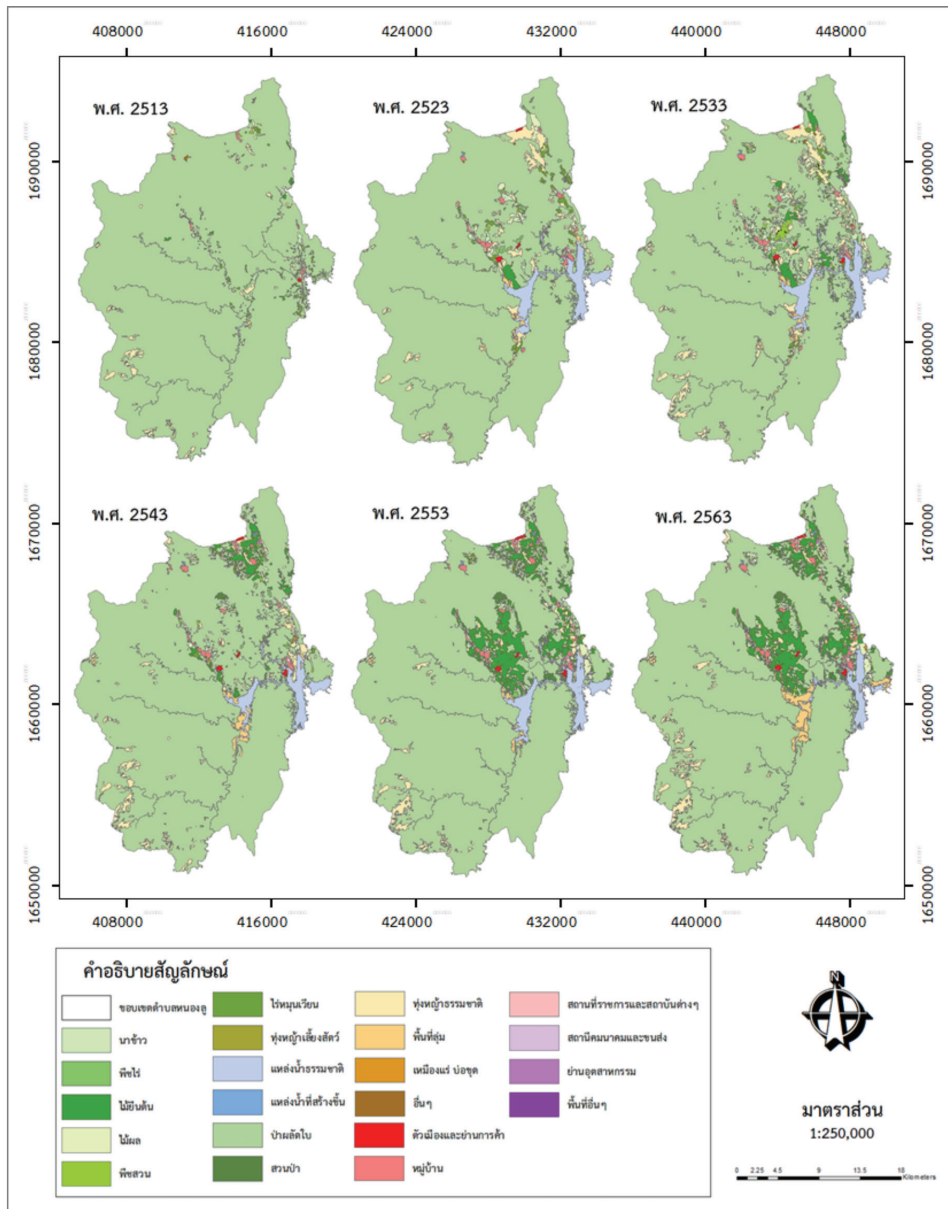 408000 416000 424000 432000 440000 448000
พ.ศ. 2513 พ.ศ. 2523 พ.ศ. 2533
1690000 1690000
1680000 1680000
พ.ศ. 2543 พ.ศ. 2553 พ.ศ. 2563
1670000 1670000
1660000 1660000
1650000 1650000
408000 416000 424000 432000 440000 448000
คำอธิบายสัญลักษณ์
ขอบเขตตำบลหนองลู ไร่หมุนเวียน ทุ่งหญ้าธรรมชาติ สถานที่ราชการและสถาบันต่างๆ
นาข้าว ทุ่งหญ้าเลี้ยงสัตว์ พื้นที่ลุ่ม สถานีคมนาคมและขนส่ง
พืชไร่ แหล่งน้ำธรรมชาติ เหมืองแร่ บ่อขุด ย่านอุตสาหกรรม
ไม้ยืนต้น แหล่งน้ำที่สร้างขึ้น อื่นๆ พื้นที่อื่นๆ
ไม้ผล ป่าผลัดใบ ตัวเมืองและย่านการค้า
พืชสวน สวนป่า หมู่บ้าน
N
มาตราส่วน
1:250,000
0 2.25 4.5 9 13.5 18
Kilometers